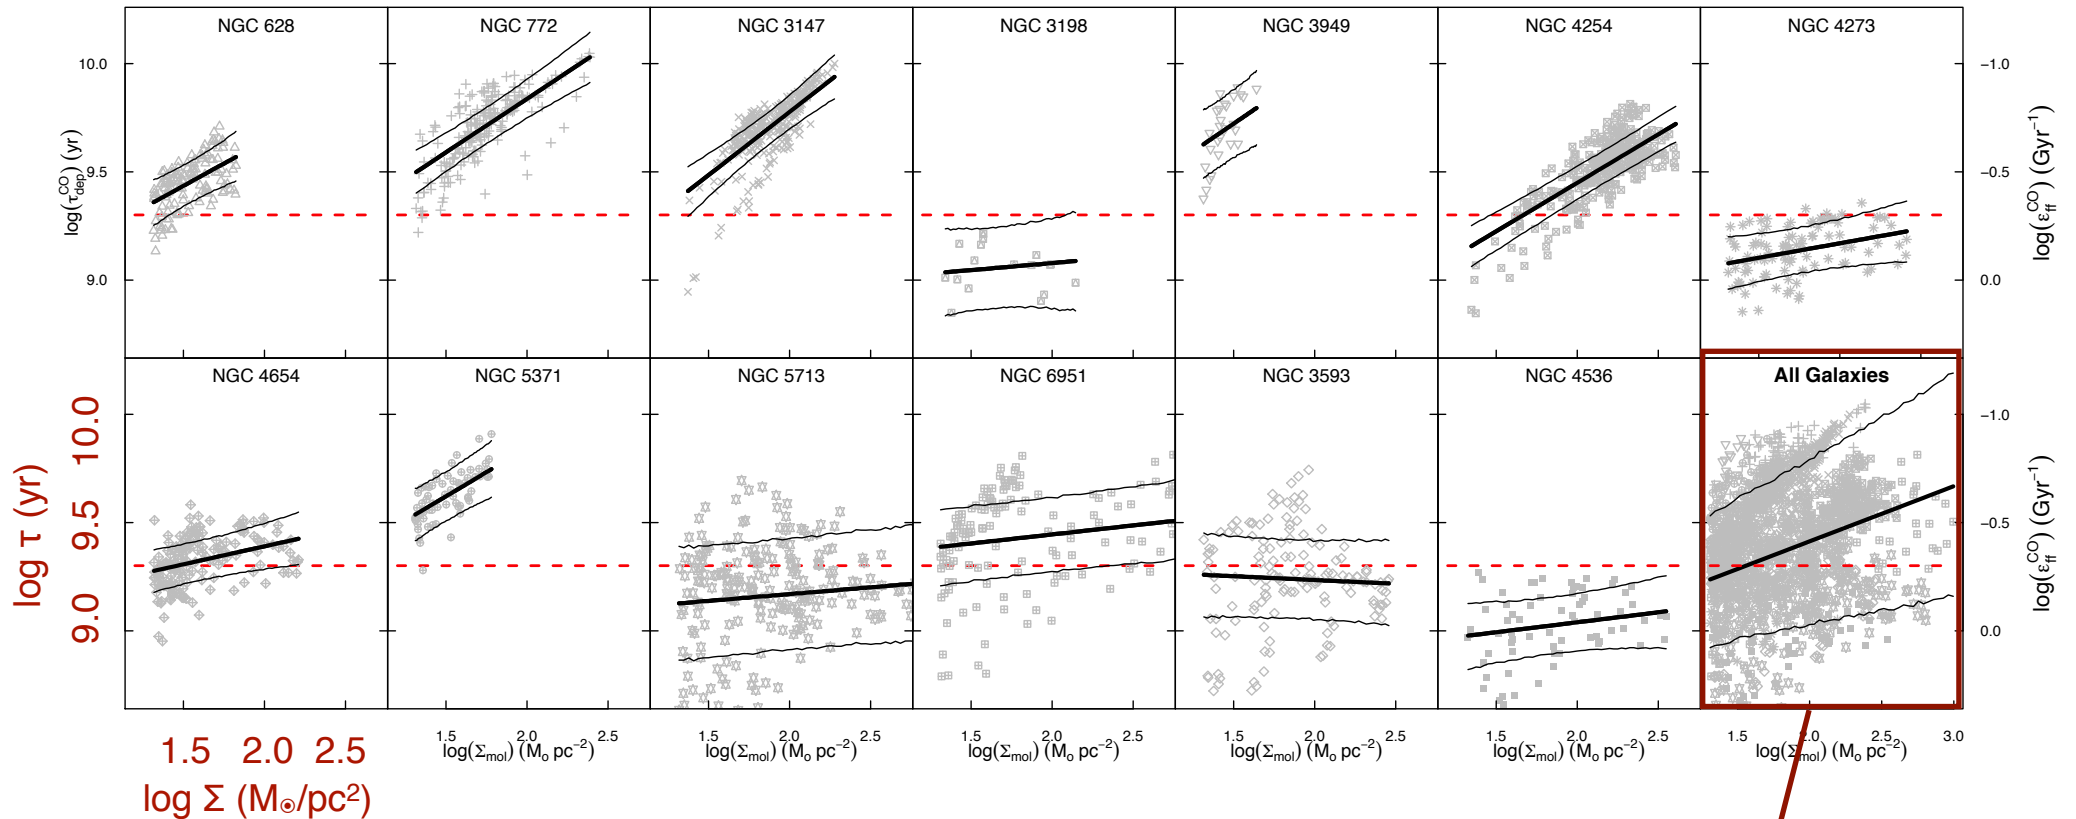 NGC 628 NGC 772 NGC 3147 NGC 3198 NGC 3949 NGC 4254 NGC 4273
10.0 −1.0
9.5 −0.5
9.0 0.0
log(τ_dep^CO) (yr)
log(ε_ff^CO) (Gyr⁻¹)
NGC 4654 NGC 5371 NGC 5713 NGC 6951 NGC 3593 NGC 4536 All Galaxies
10.0 −1.0
9.5 −0.5
9.0 0.0
log τ (yr)
log(ε_ff^CO) (Gyr⁻¹)
1.5 2.0 2.5 1.5 2.0 2.5 1.5 2.0 2.5 1.5 2.0 2.5 1.5 2.0 2.5 1.5 2.0 2.5 3.0
log(Σ_mol) (M_o pc⁻²) log(Σ_mol) (M_o pc⁻²) log(Σ_mol) (M_o pc⁻²) log(Σ_mol) (M_o pc⁻²) log(Σ_mol) (M_o pc⁻²) log(Σ_mol) (M_o pc⁻²)
1.5 2.0 2.5
log Σ (M☉/pc²)